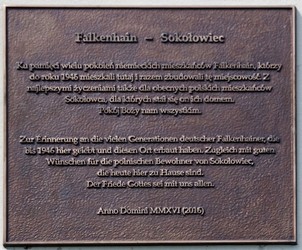 Falkenhain – Sokołowiec
Ku pamięci wielu pokoleń niemieckich mieszkańców Falkenhain, którzy
do roku 1946 mieszkali tutaj i razem zbudowali tę miejscowość. Z
najlepszymi życzeniami także dla obecnych polskich mieszkańców
Sokołowca, dla których stał się on ich domem.
Pokój Boży nam wszystkim.
Zur Erinnerung an die vielen Generationen deutscher Falkenhainer, die
bis 1946 hier gelebt und diesen Ort erbaut haben. Zugleich mit guten
Wünschen für die polnischen Bewohner von Sokołowiec,
die heute hier zu Hause sind.
Der Friede Gottes sei mit uns allen.
Anno Domini MMXVI (2016)